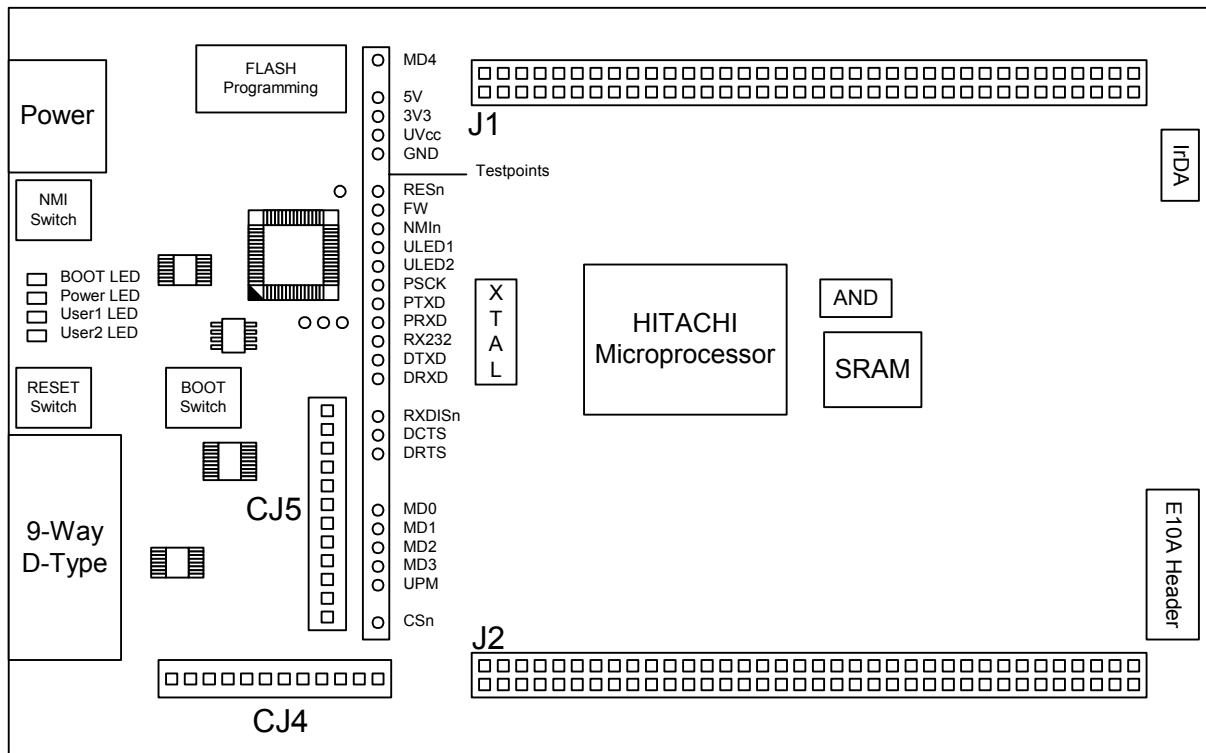 Power
FLASH
Programming
NMI
Switch
BOOT LED
Power LED
User1 LED
User2 LED
RESET
Switch
BOOT
Switch
9-Way
D-Type
CJ5
CJ4
MD4
5V
3V3
UVcc
GND
Testpoints
RESn
FW
NMIn
ULED1
ULED2
PSCK
PTXD
PRXD
RX232
DTXD
DRXD
RXDISn
DCTS
DRTS
MD0
MD1
MD2
MD3
UPM
CSn
J1
X
T
A
L
HITACHI
Microprocessor
AND
SRAM
IrDA
E10A Header
J2